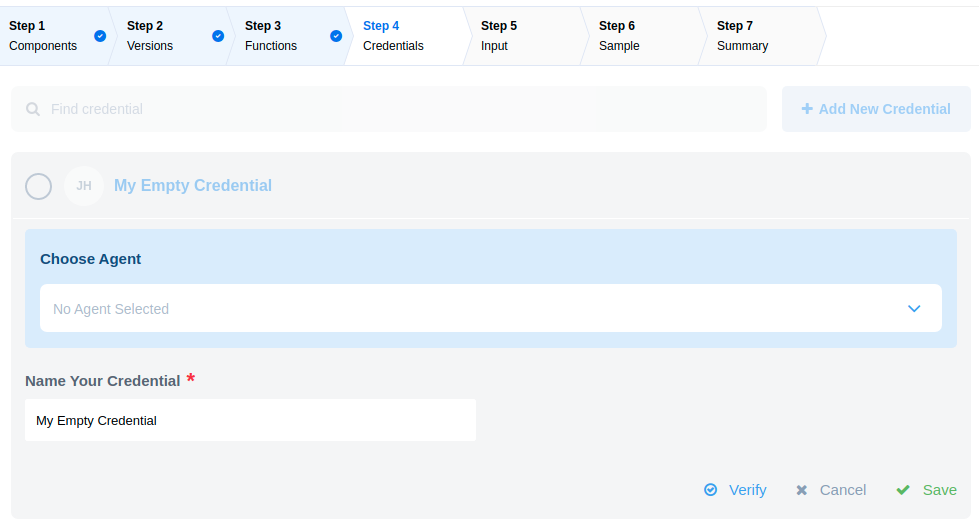 Step 1 Step 2 Step 3 Step 4 Step 5 Step 6 Step 7
Components Versions Functions Credentials Input Sample Summary
Find credential Add New Credential
JH My Empty Credential
Choose Agent
No Agent Selected
Name Your Credential *
My Empty Credential
Verify Cancel Save